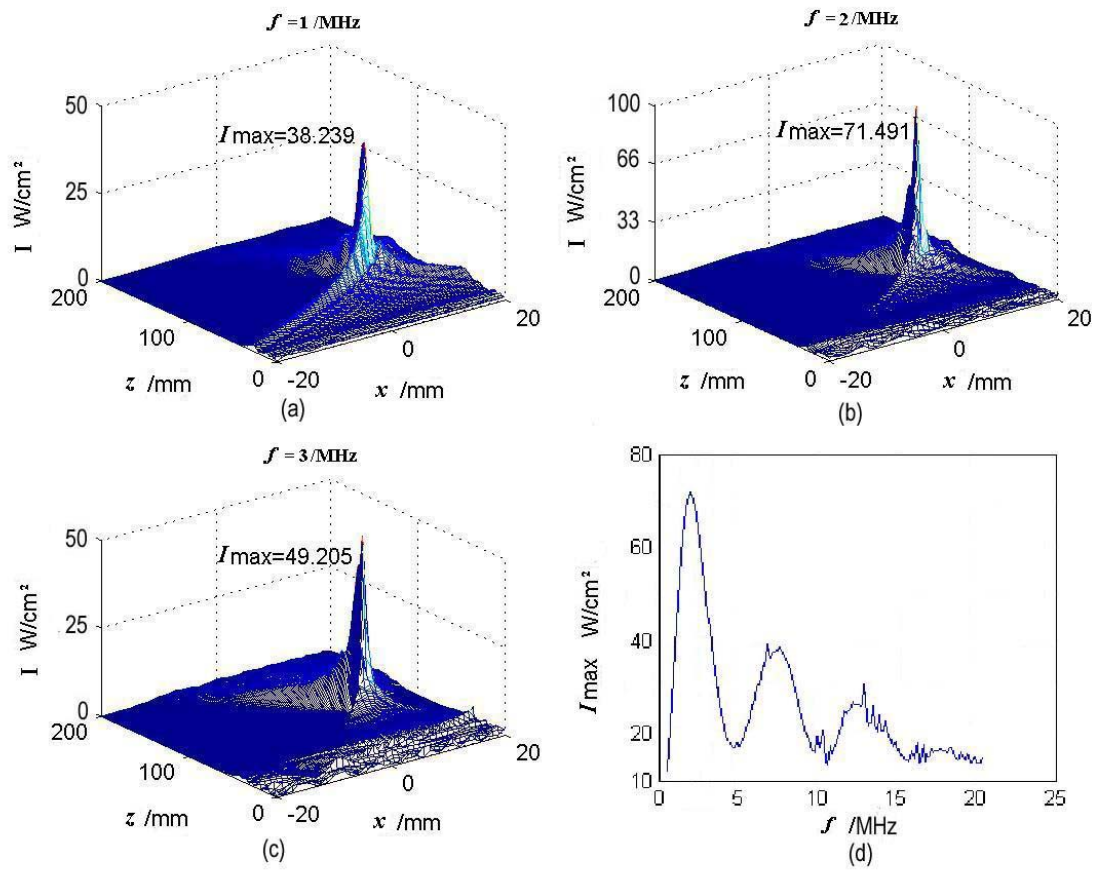 f =1 /MHz
I W/cm²
50
25
0
Imax=38.239
200
100
0
z /mm
-20
0
20
x /mm
(a)
f = 2 /MHz
I W/cm²
100
66
33
0
Imax=71.491
200
100
0
z /mm
-20
0
20
x /mm
(b)
f = 3 /MHz
I W/cm²
50
25
0
Imax=49.205
200
100
0
z /mm
-20
0
20
x /mm
(c)
Imax W/cm²
80
60
40
20
10
0
5
10
15
20
25
f /MHz
(d)